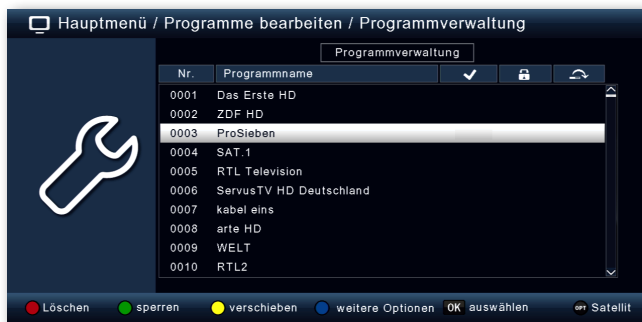 Hauptmenü / Programme bearbeiten / Programmverwaltung
Programmverwaltung
Nr. Programmname
0001 Das Erste HD
0002 ZDF HD
0003 ProSieben
0004 SAT.1
0005 RTL Television
0006 ServusTV HD Deutschland
0007 kabel eins
0008 arte HD
0009 WELT
0010 RTL2
Löschen sperren verschieben weitere Optionen OK auswählen OPT Satellit